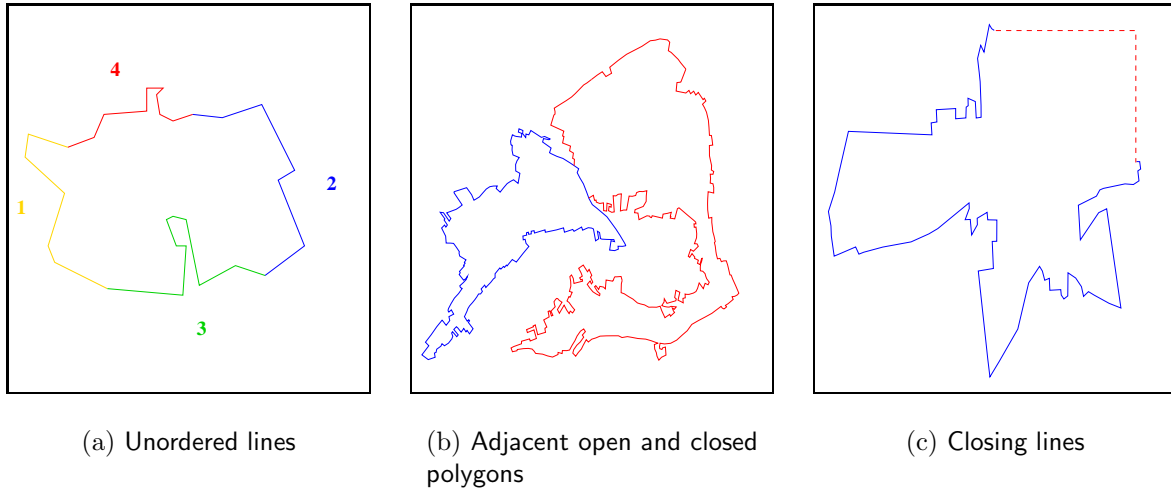 4
2
1
3
(a) Unordered lines
(b) Adjacent open and closed
polygons
(c) Closing lines